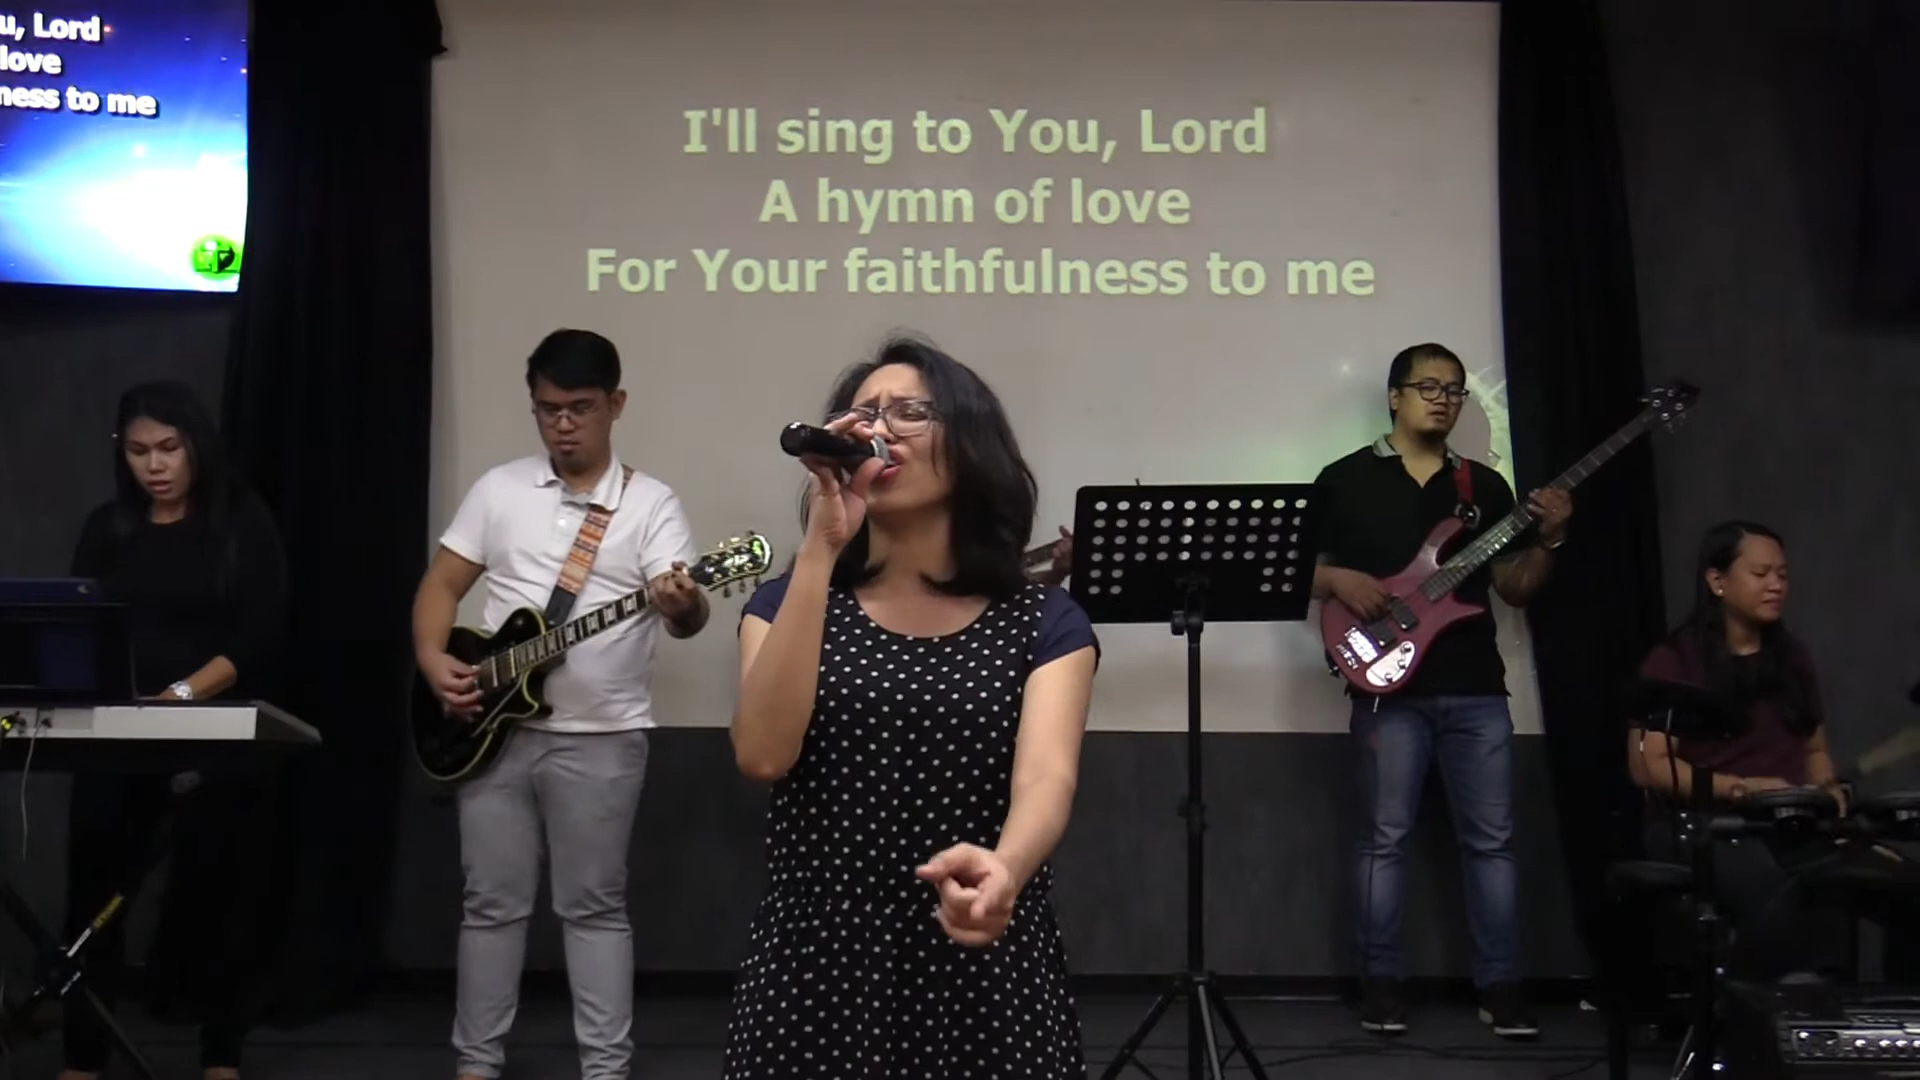 u, Lord
love
ness to me
I'll sing to You, Lord
A hymn of love
For Your faithfulness to me